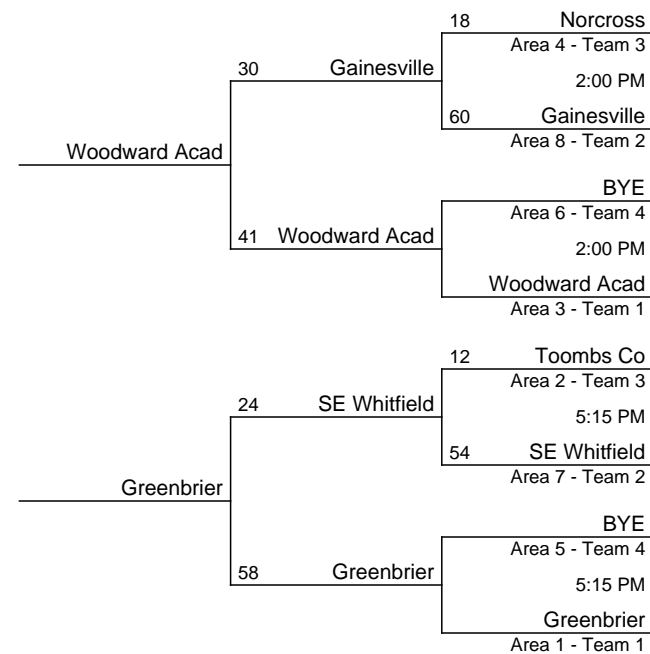 18 Norcross
Area 4 - Team 3
30 Gainesville
2:00 PM
60 Gainesville
Area 8 - Team 2
Woodward Acad
BYE
Area 6 - Team 4
41 Woodward Acad
2:00 PM
Woodward Acad
Area 3 - Team 1
12 Toombs Co
Area 2 - Team 3
24 SE Whitfield
5:15 PM
54 SE Whitfield
Area 7 - Team 2
Greenbrier
BYE
Area 5 - Team 4
58 Greenbrier
5:15 PM
Greenbrier
Area 1 - Team 1